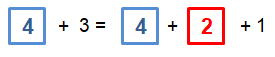 4 + 3 = 4 + 2 + 1